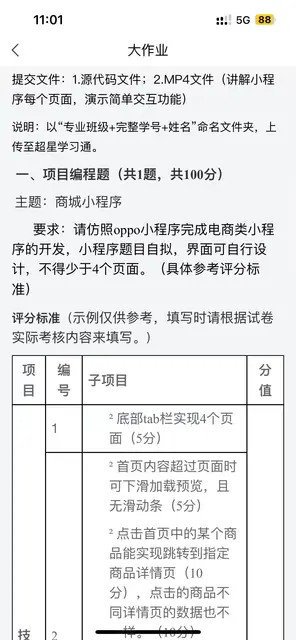 11:01
5G 88
大作业
提交文件：1.源代码文件；2.MP4文件（讲解小程
序每个页面，演示简单交互功能）
说明：以“专业班级+完整学号+姓名”命名文件夹，上
传至超星学习通。
一、项目编程题（共1题，共100分）
主题：商城小程序
要求：请仿照oppo小程序完成电商类小
程序的开发，小程序题目自拟，界面可自行设
计，不得少于4个页面。（具体参考评分标
准）
评分标准（示例仅供参考，填写时请根据试卷
实际考核内容来填写。）
项目 编号 子项目 分值
1
² 底部tab栏实现4个页
面（5分）
² 首页内容超过页面时
可下滑加载预览，且
无滑动条（5分）
² 点击首页中的某个商
品能实现跳转到指定
商品详情页（10
分），点击的商品不
同详情页的数据也不
技 2 一样。（10分）